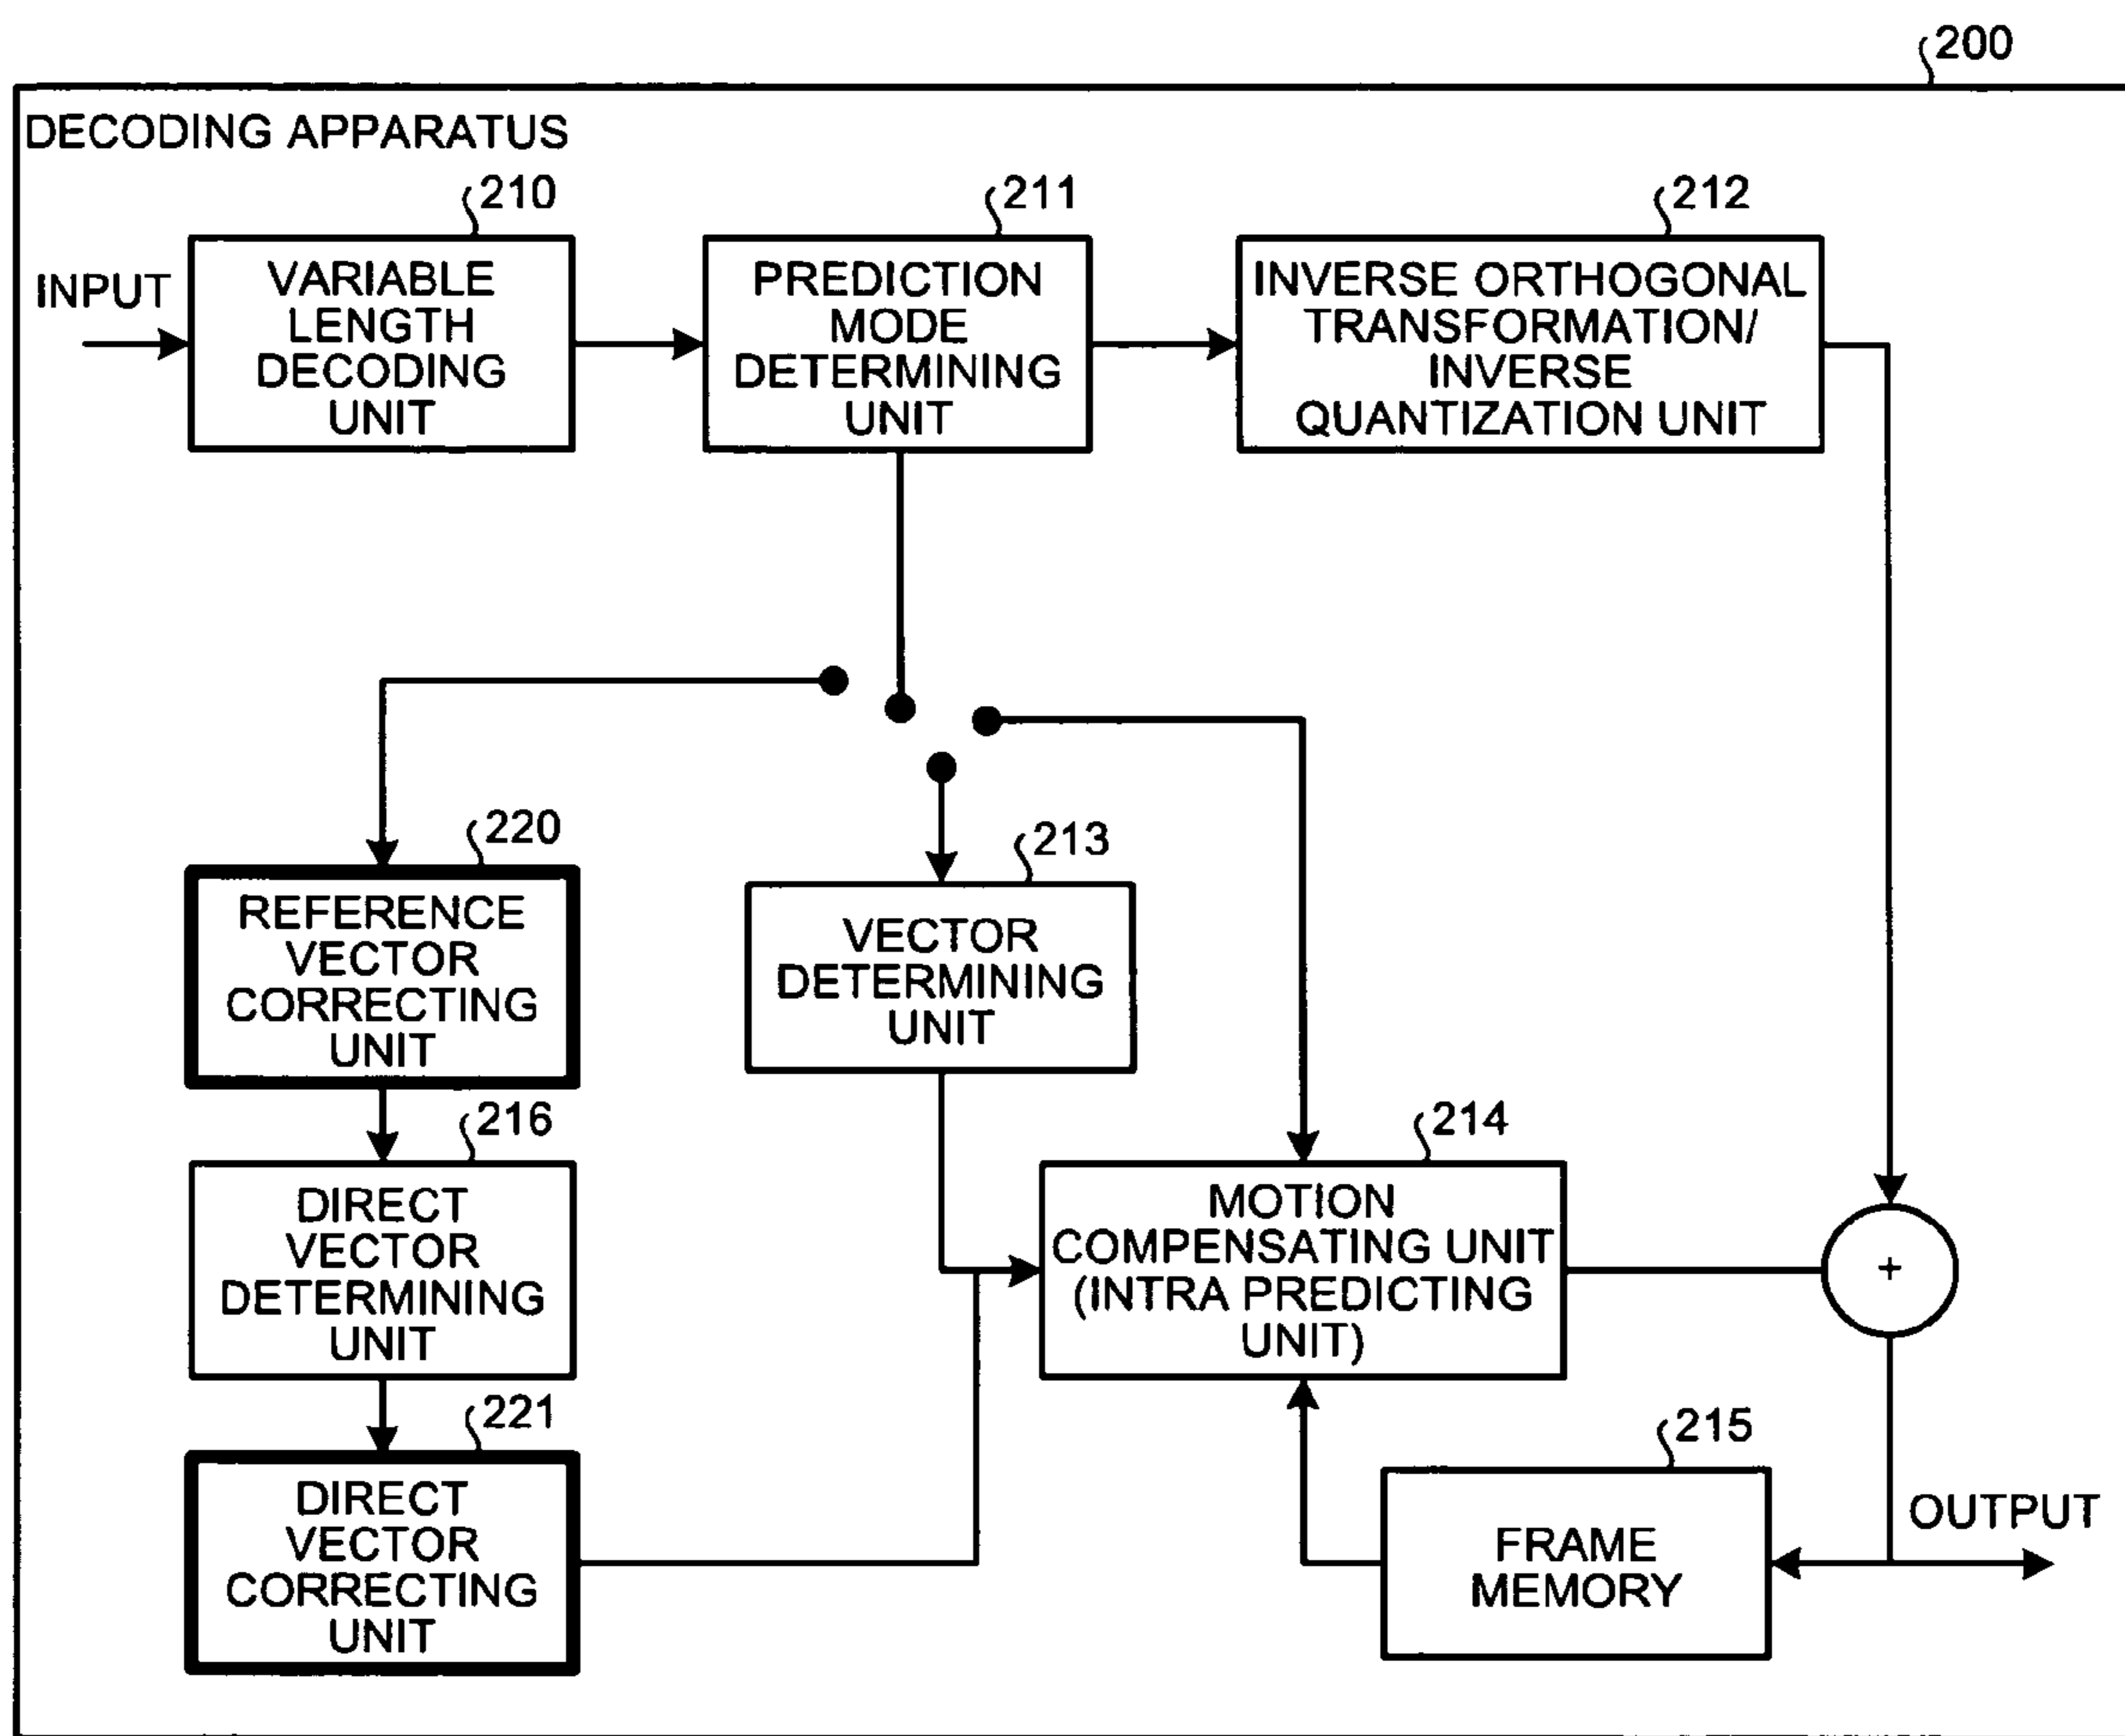 200
DECODING APPARATUS
210
211
212
INPUT
VARIABLE
LENGTH
DECODING
UNIT
PREDICTION
MODE
DETERMINING
UNIT
INVERSE ORTHOGONAL
TRANSFORMATION/
INVERSE
QUANTIZATION UNIT
220
REFERENCE
VECTOR
CORRECTING
UNIT
213
VECTOR
DETERMINING
UNIT
216
DIRECT
VECTOR
DETERMINING
UNIT
214
MOTION
COMPENSATING UNIT
(INTRA PREDICTING
UNIT)
+
221
DIRECT
VECTOR
CORRECTING
UNIT
215
FRAME
MEMORY
OUTPUT